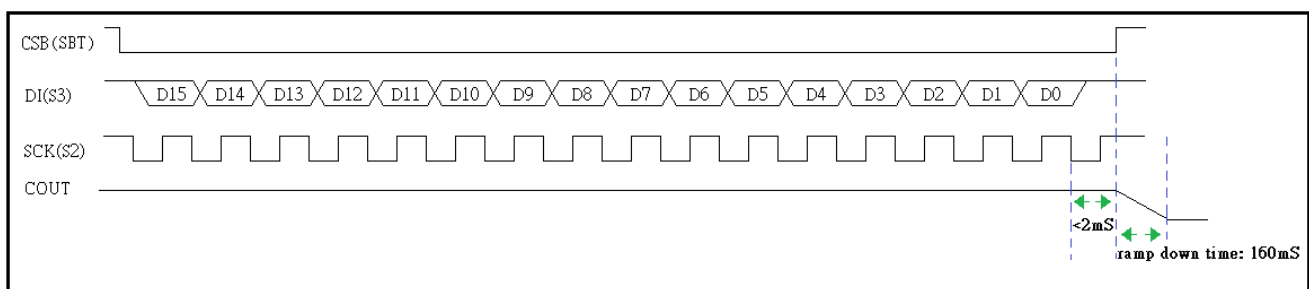 CSB(SBT)
DI(S3) D15 D14 D13 D12 D11 D10 D9 D8 D7 D6 D5 D4 D3 D2 D1 D0
SCK(S2)
COUT
<2mS
ramp down time: 160mS